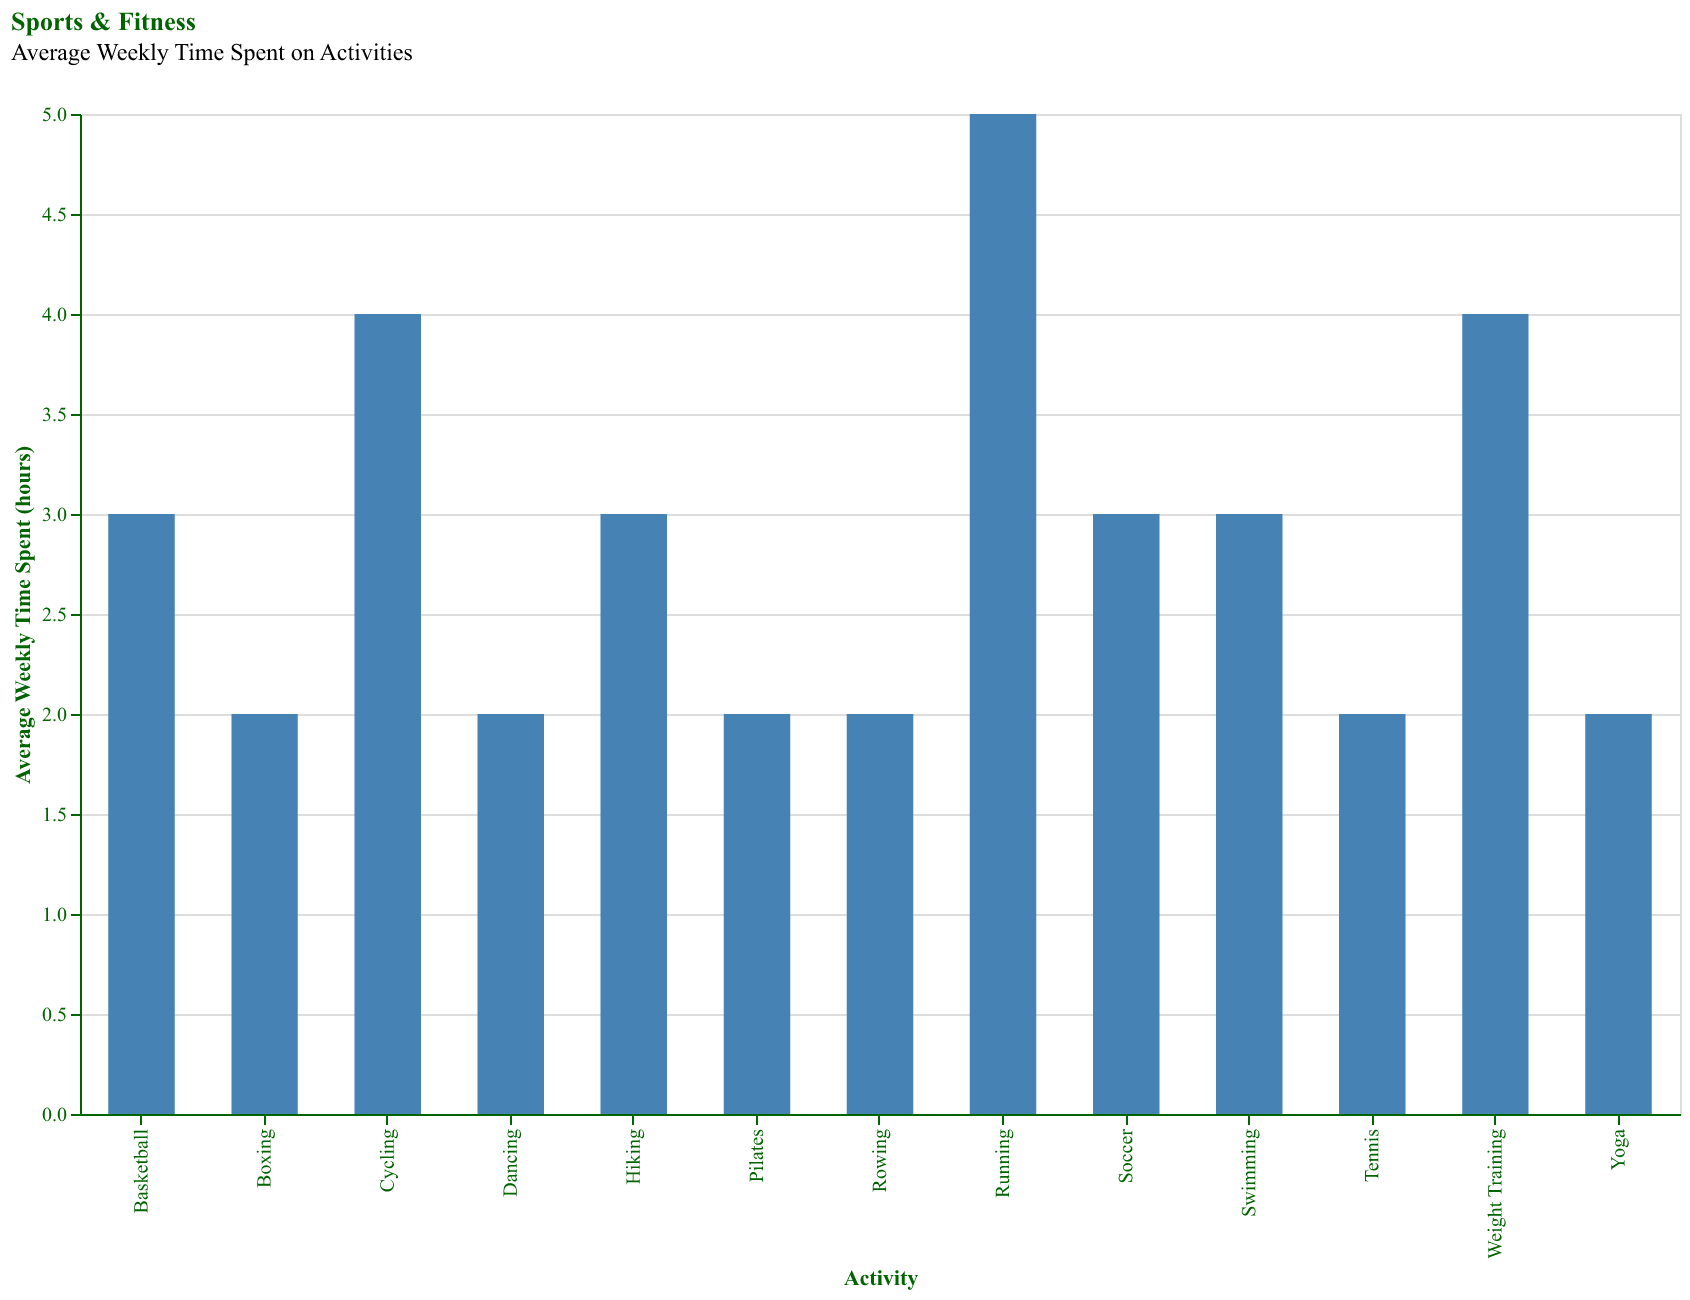 Sports & Fitness
Average Weekly Time Spent on Activities
5.0
4.5
4.0
3.5
3.0
2.5
2.0
1.5
1.0
0.5
0.0
Average Weekly Time Spent (hours)
Basketball
Boxing
Cycling
Dancing
Hiking
Pilates
Rowing
Running
Soccer
Swimming
Tennis
Weight Training
Yoga
Activity